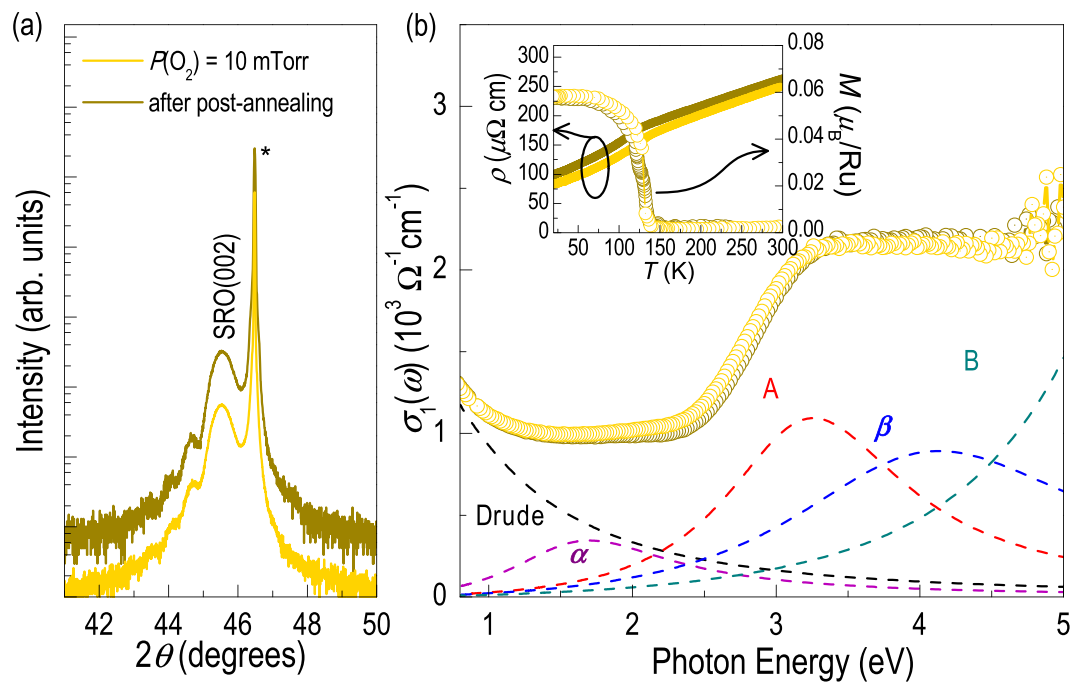 (a)
P(O₂) = 10 mTorr
after post-annealing
*
SRO(002)
Intensity (arb. units)
42 44 46 48 50
2θ (degrees)
(b)
3
2
1
0
σ₁(ω) (10³ Ω⁻¹cm⁻¹)
300
250
200
150
100
50
0
ρ (μΩ cm)
0.08
0.06
0.04
0.02
0.00
M (μ_B/Ru)
50 100 150 200 250 300
T (K)
A
B
β
Drude
α
1 2 3 4 5
Photon Energy (eV)